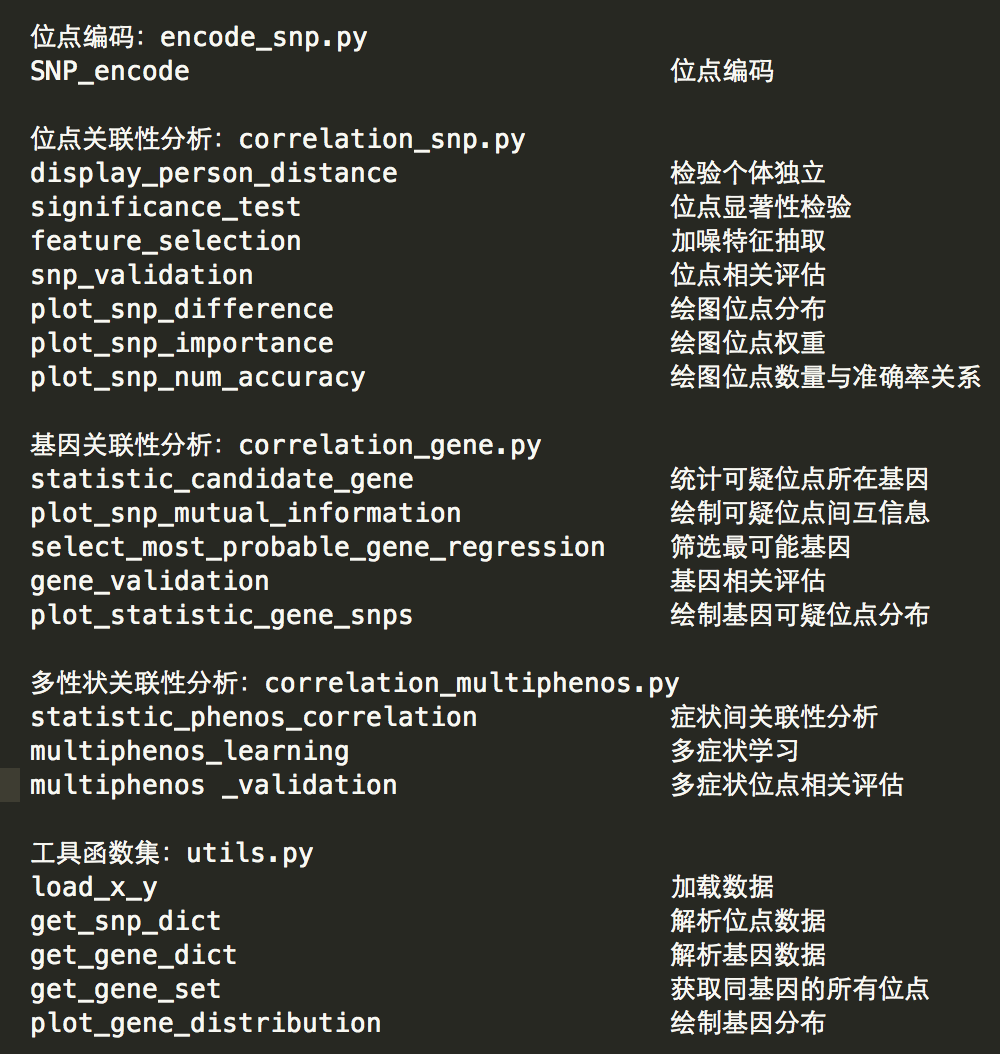 位点编码：encode_snp.py
SNP_encode 位点编码
位点关联性分析：correlation_snp.py
display_person_distance 检验个体独立
significance_test 位点显著性检验
feature_selection 加噪特征抽取
snp_validation 位点相关评估
plot_snp_difference 绘图位点分布
plot_snp_importance 绘图位点权重
plot_snp_num_accuracy 绘图位点数量与准确率关系
基因关联性分析：correlation_gene.py
statistic_candidate_gene 统计可疑位点所在基因
plot_snp_mutual_information 绘制可疑位点间互信息
select_most_probable_gene_regression 筛选最可能基因
gene_validation 基因相关评估
plot_statistic_gene_snps 绘制基因可疑位点分布
多性状关联性分析：correlation_multiphenos.py
statistic_phenos_correlation 症状间关联性分析
multiphenos_learning 多症状学习
multiphenos _validation 多症状位点相关评估
工具函数集：utils.py
load_x_y 加载数据
get_snp_dict 解析位点数据
get_gene_dict 解析基因数据
get_gene_set 获取同基因的所有位点
plot_gene_distribution 绘制基因分布